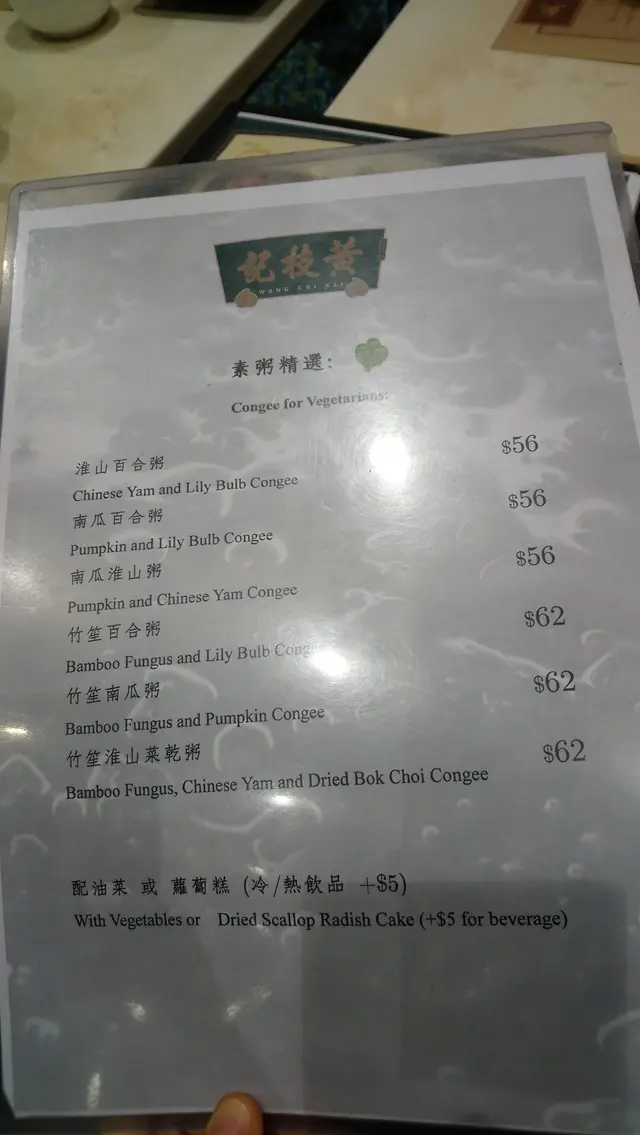 記枝黃
WONG CHI KEI
素粥精選:
Congee for Vegetarians:
淮山百合粥 $56
Chinese Yam and Lily Bulb Congee
南瓜百合粥 $56
Pumpkin and Lily Bulb Congee
南瓜淮山粥 $56
Pumpkin and Chinese Yam Congee
竹笙百合粥 $62
Bamboo Fungus and Lily Bulb Congee
竹笙南瓜粥 $62
Bamboo Fungus and Pumpkin Congee
竹笙淮山菜乾粥 $62
Bamboo Fungus, Chinese Yam and Dried Bok Choi Congee
配油菜 或 蘿蔔糕 (冷/熱飲品 +$5)
With Vegetables or Dried Scallop Radish Cake (+$5 for beverage)